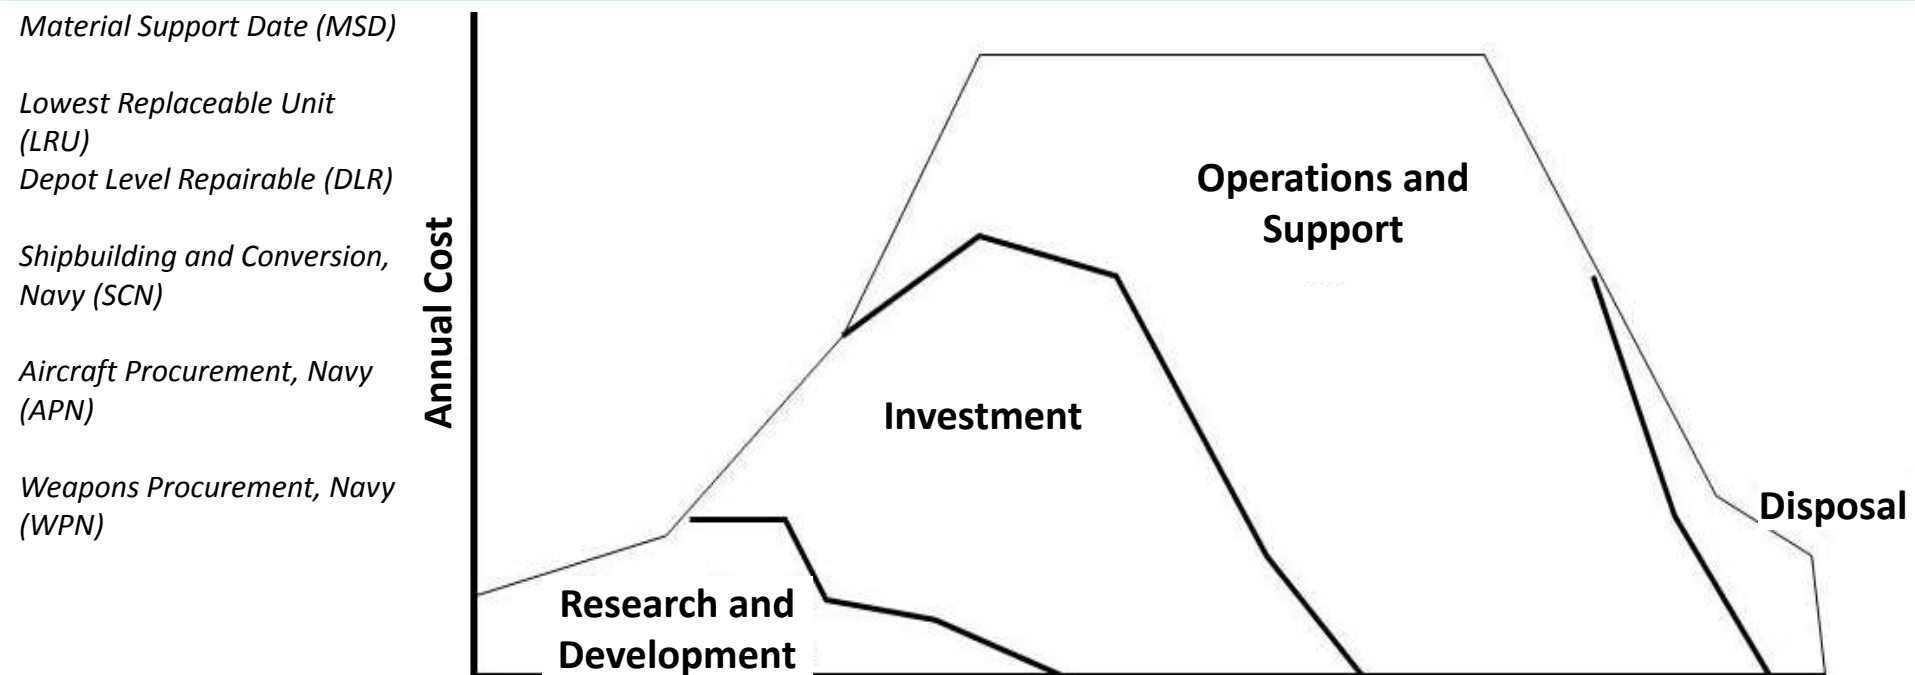 Material Support Date (MSD)
Lowest Replaceable Unit
(LRU)
Depot Level Repairable (DLR)
Shipbuilding and Conversion,
Navy (SCN)
Aircraft Procurement, Navy
(APN)
Weapons Procurement, Navy
(WPN)
Annual Cost
Operations and
Support
Investment
Disposal
Research and
Development